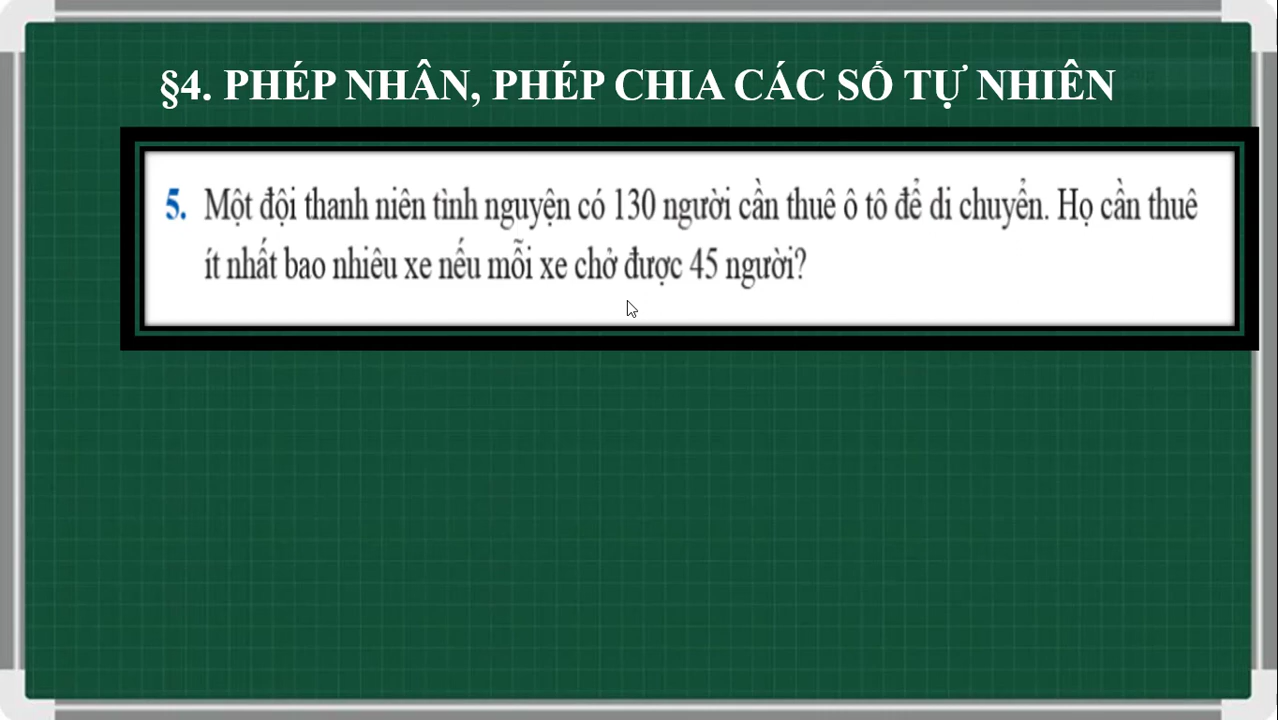 §4. PHÉP NHÂN, PHÉP CHIA CÁC SỐ TỰ NHIÊN
5. Một đội thanh niên tình nguyện có 130 người cần thuê ô tô để di chuyển. Họ cần thuê
ít nhất bao nhiêu xe nếu mỗi xe chở được 45 người?